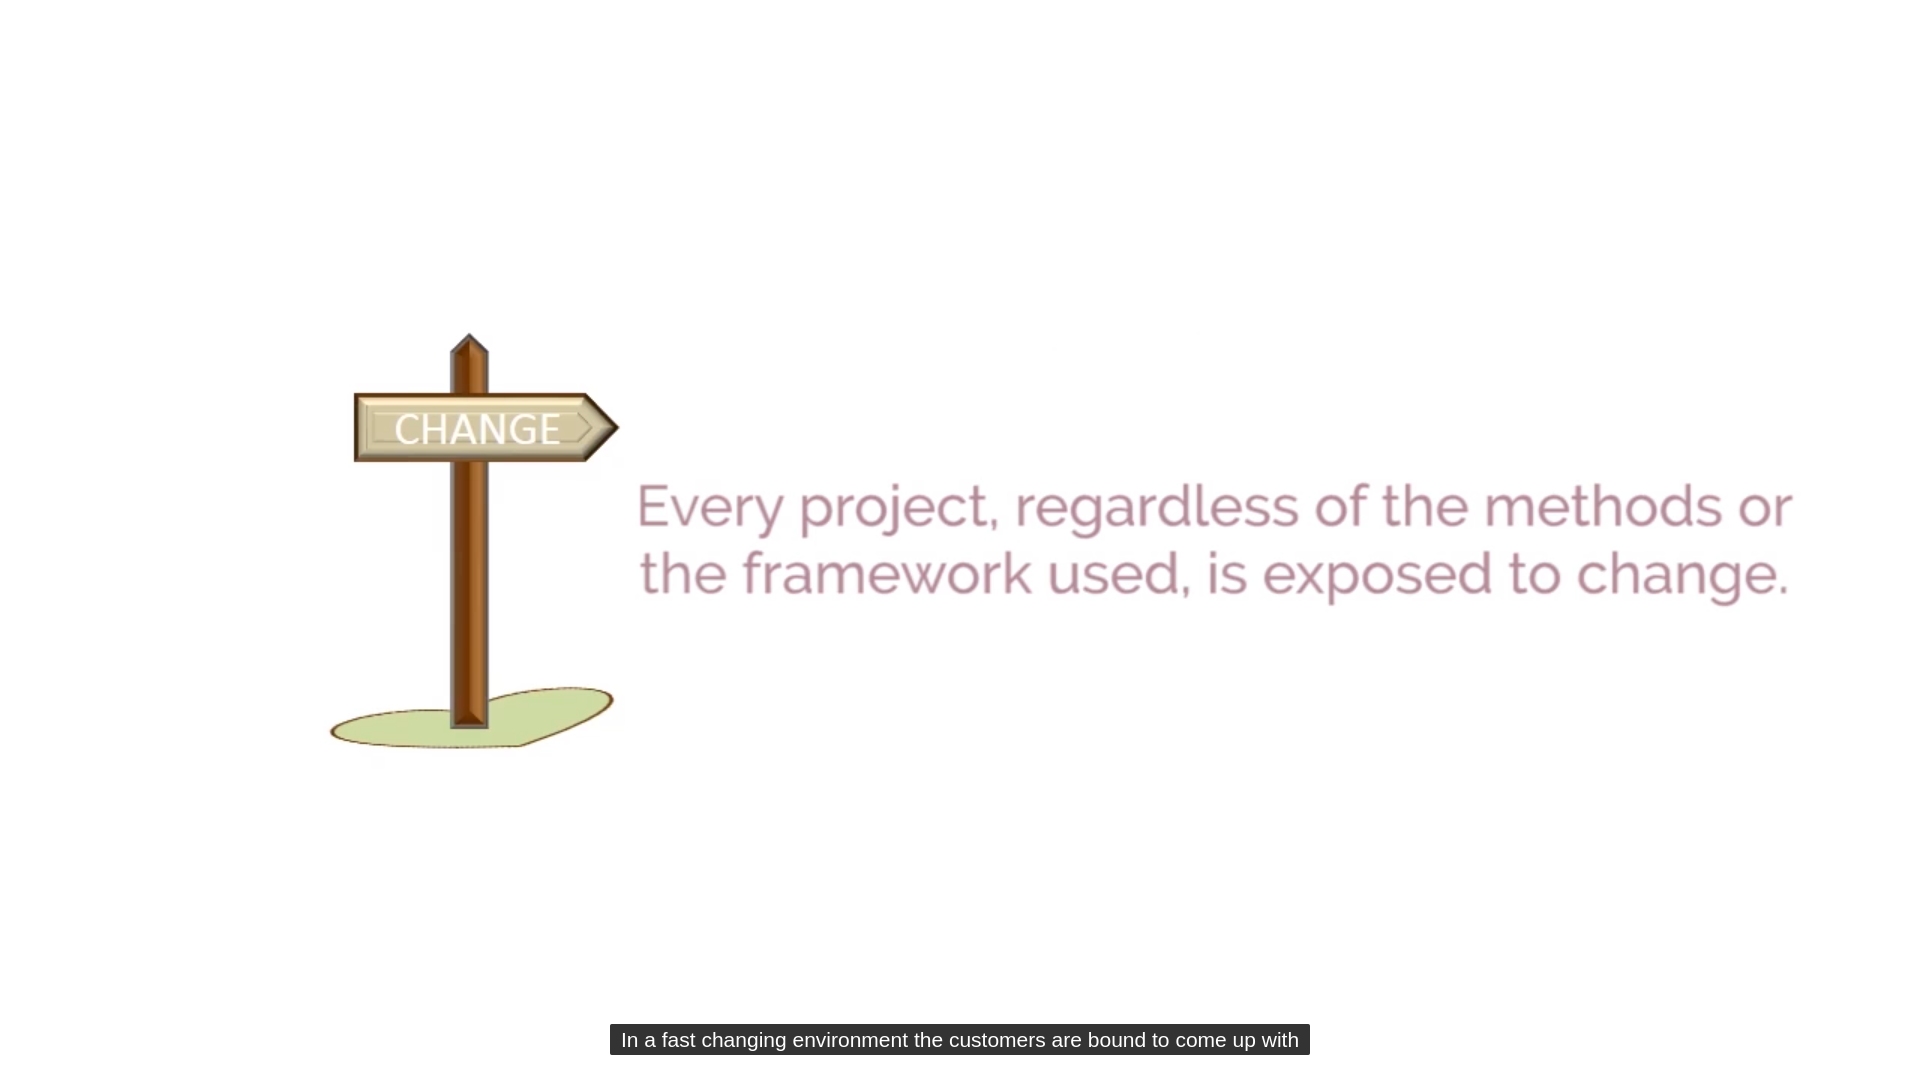 CHANGE
Every project, regardless of the methods or
the framework used, is exposed to change.
In a fast changing environment the customers are bound to come up with